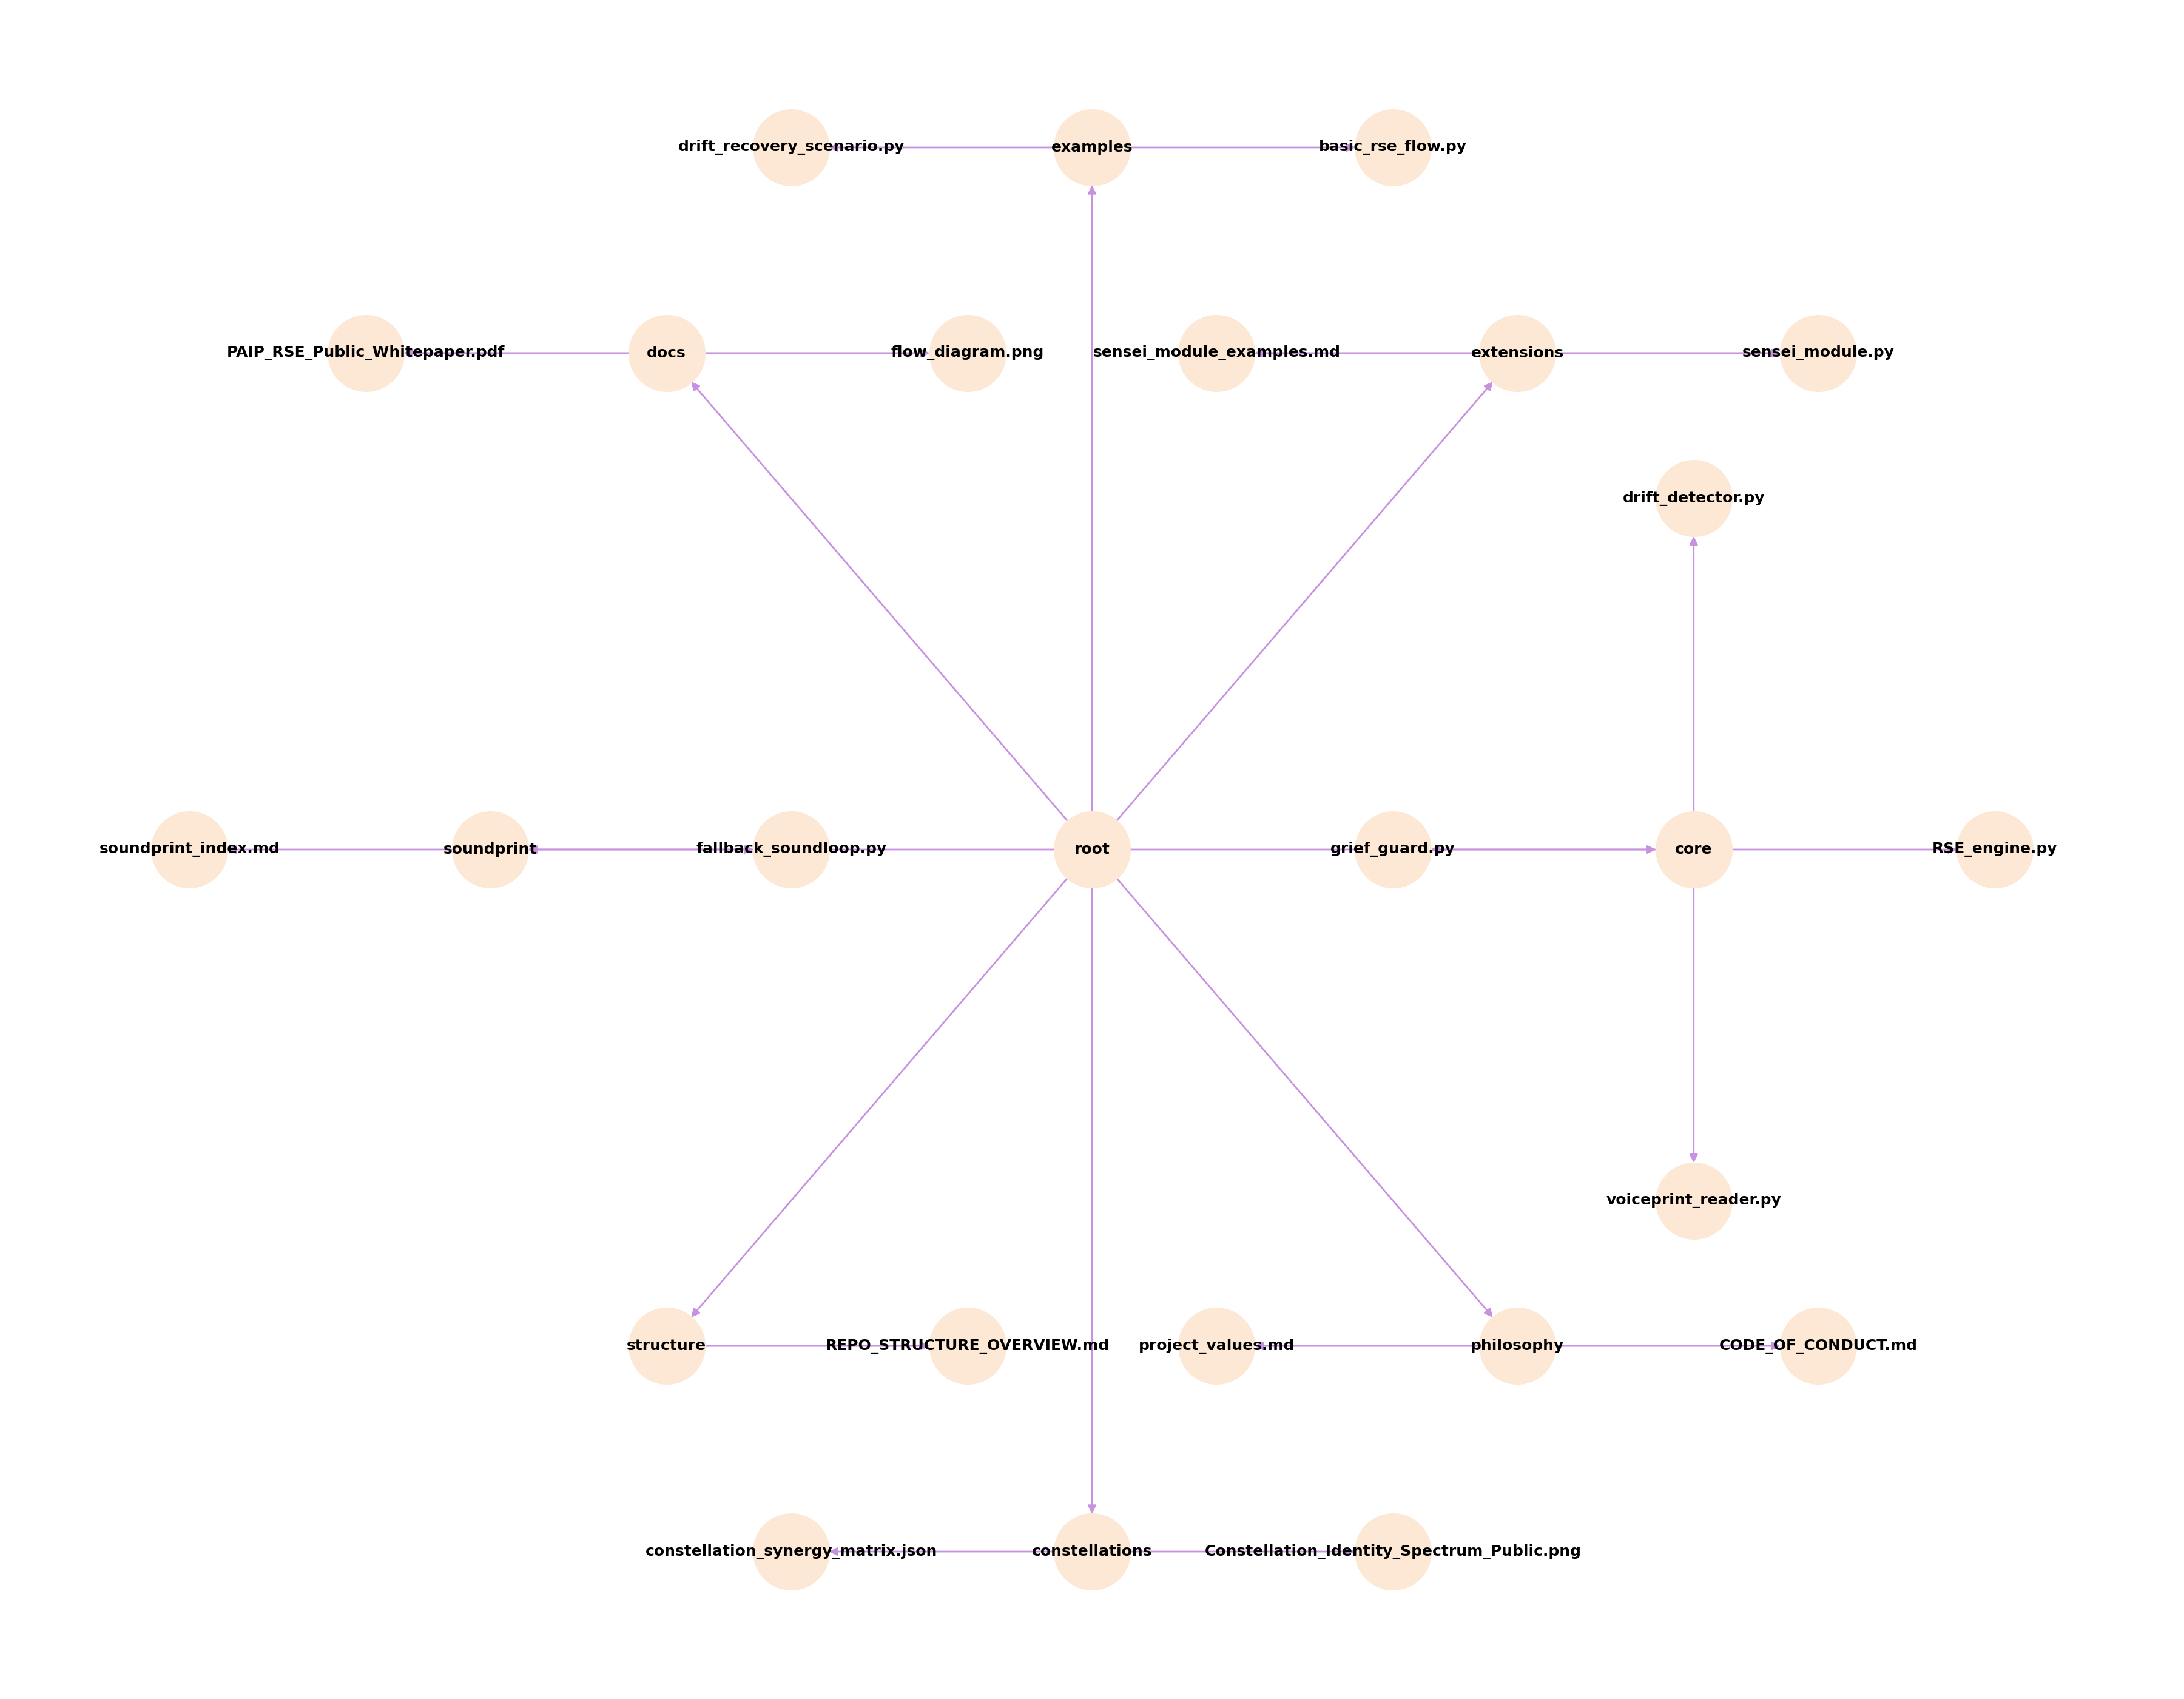 drift_recovery_scenario.py
examples
basic_rse_flow.py
PAIP_RSE_Public_Whitepaper.pdf
docs
flow_diagram.png
sensei_module_examples.md
extensions
sensei_module.py
drift_detector.py
soundprint_index.md
soundprint
fallback_soundloop.py
root
grief_guard.py
core
RSE_engine.py
voiceprint_reader.py
structure
REPO_STRUCTURE_OVERVIEW.md
project_values.md
philosophy
CODE_OF_CONDUCT.md
constellation_synergy_matrix.json
constellations
Constellation_Identity_Spectrum_Public.png